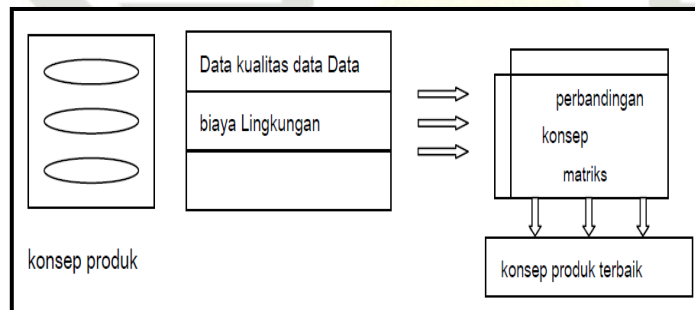 Data kualitas data Data
biaya Lingkungan
konsep produk
perbandingan
konsep
matriks
konsep produk terbaik